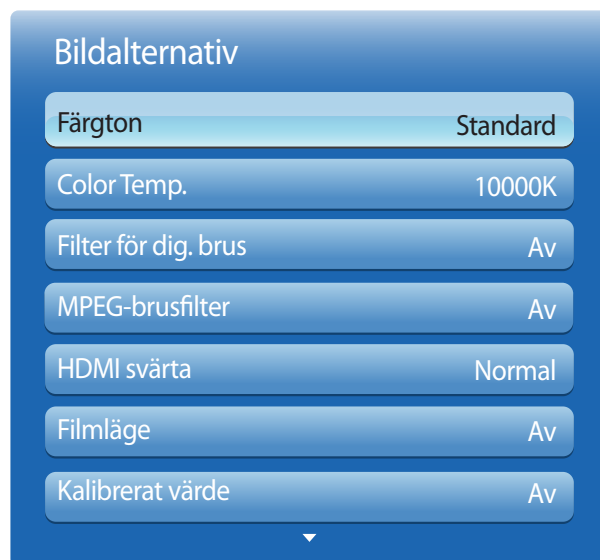 Bildalternativ
Färgton Standard
Color Temp. 10000K
Filter för dig. brus Av
MPEG-brusfilter Av
HDMI svärta Normal
Filmläge Av
Kalibrerat värde Av